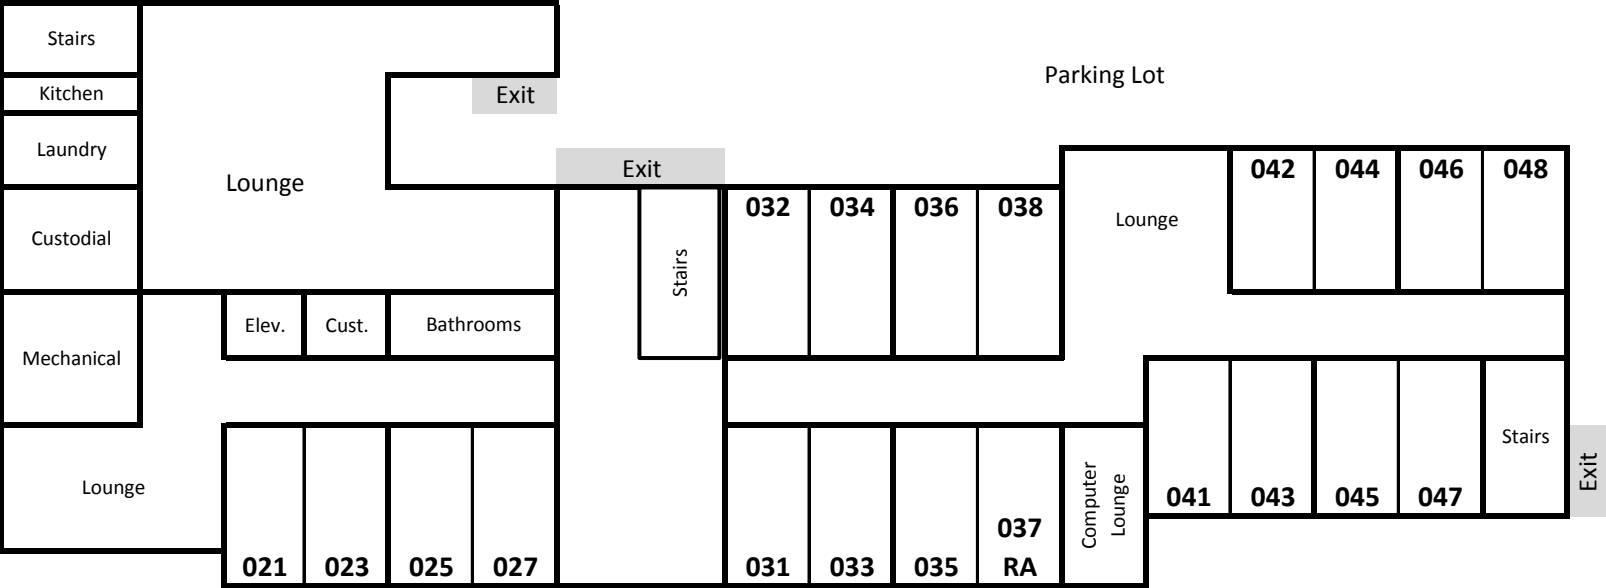 Stairs
Kitchen
Exit
Parking Lot
Laundry
Lounge
Exit
Custodial
032
034
036
038
Lounge
042
044
046
048
Stairs
Elev.
Cust.
Bathrooms
Mechanical
Lounge
021
023
025
027
031
033
035
037
RA
Computer
Lounge
041
043
045
047
Stairs
Exit